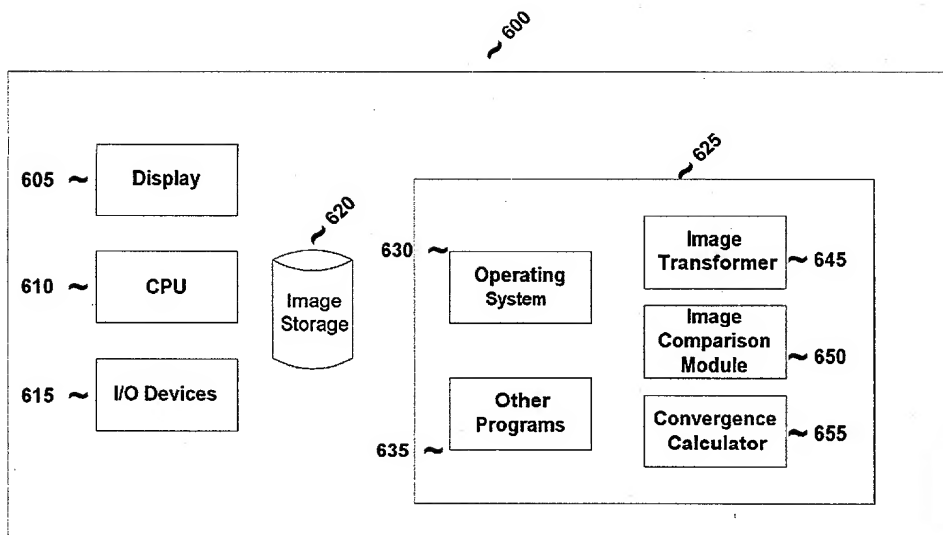 600
625
605 ~ Display
620
610 ~ CPU
Image
Storage
615 ~ I/O Devices
630 ~
Operating
System
Other
Programs
635 ~
Image
Transformer ~ 645
Image
Comparison
Module ~ 650
Convergence
Calculator ~ 655